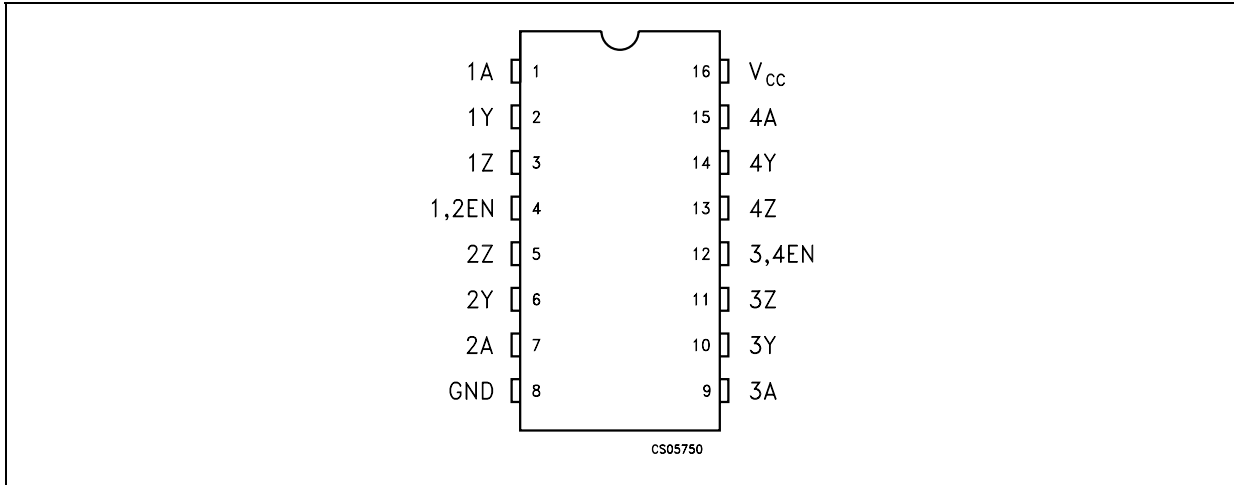 1A 1 16 VCC
1Y 2 15 4A
1Z 3 14 4Y
1,2EN 4 13 4Z
2Z 5 12 3,4EN
2Y 6 11 3Z
2A 7 10 3Y
GND 8 9 3A
CS05750